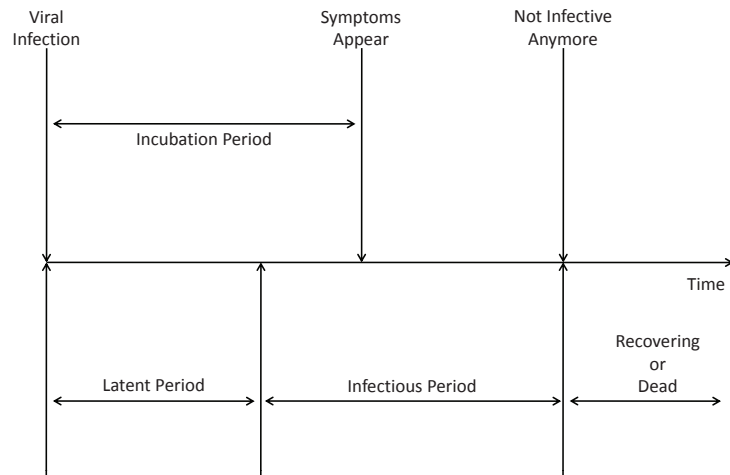 Viral
Infection
Symptoms
Appear
Not Infective
Anymore
Incubation Period
Time
Latent Period
Infectious Period
Recovering
or
Dead